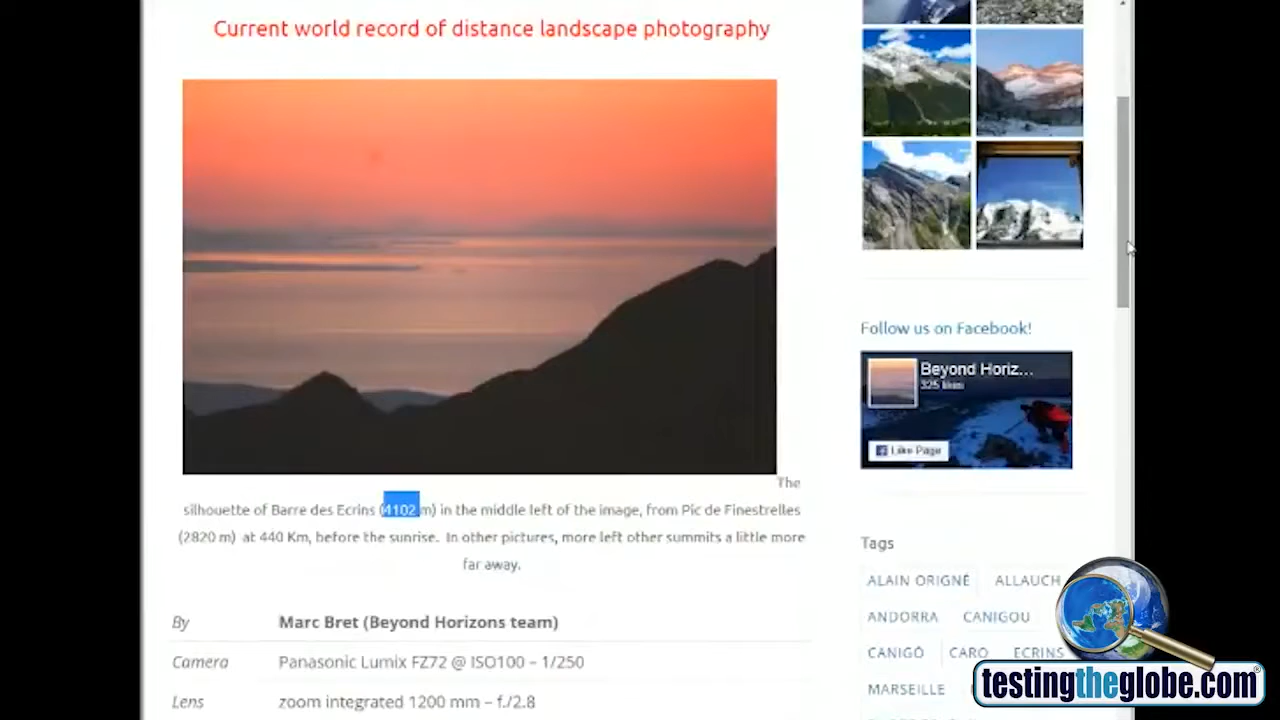 Current world record of distance landscape photography
The
silhouette of Barre des Ecrins (4102 m) in the middle left of the image, from Pic de Finestrelles
(2820 m) at 440 Km, before the sunrise. In other pictures, more left other summits a little more
far away.
By Marc Bret (Beyond Horizons team)
Camera Panasonic Lumix FZ72 @ ISO100 – 1/250
Lens zoom integrated 1200 mm – f./2.8
Follow us on Facebook!
Beyond Horiz...
325 likes
Like Page
Tags
ALAIN ORIGNÉ ALLAUCH
ANDORRA CANIGOU
CANIGÓ CARO ECRINS
MARSEILLE
testingtheglobe.com®